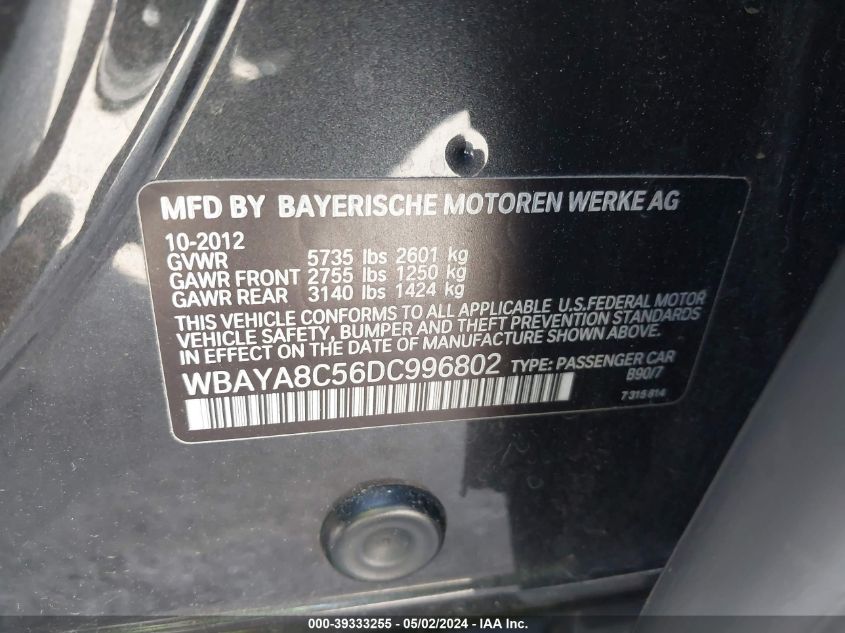 MFD BY BAYERISCHE MOTOREN WERKE AG
10-2012
GVWR 5735 lbs 2601 kg
GAWR FRONT 2755 lbs 1250 kg
GAWR REAR 3140 lbs 1424 kg
THIS VEHICLE CONFORMS TO ALL APPLICABLE U.S.FEDERAL MOTOR
VEHICLE SAFETY, BUMPER AND THEFT PREVENTION STANDARDS
IN EFFECT ON THE DATE OF MANUFACTURE SHOWN ABOVE.
WBAYA8C56DC996802 TYPE: PASSENGER CAR
B90/7
7 315 814
000-39333255 - 05/02/2024 - IAA Inc.